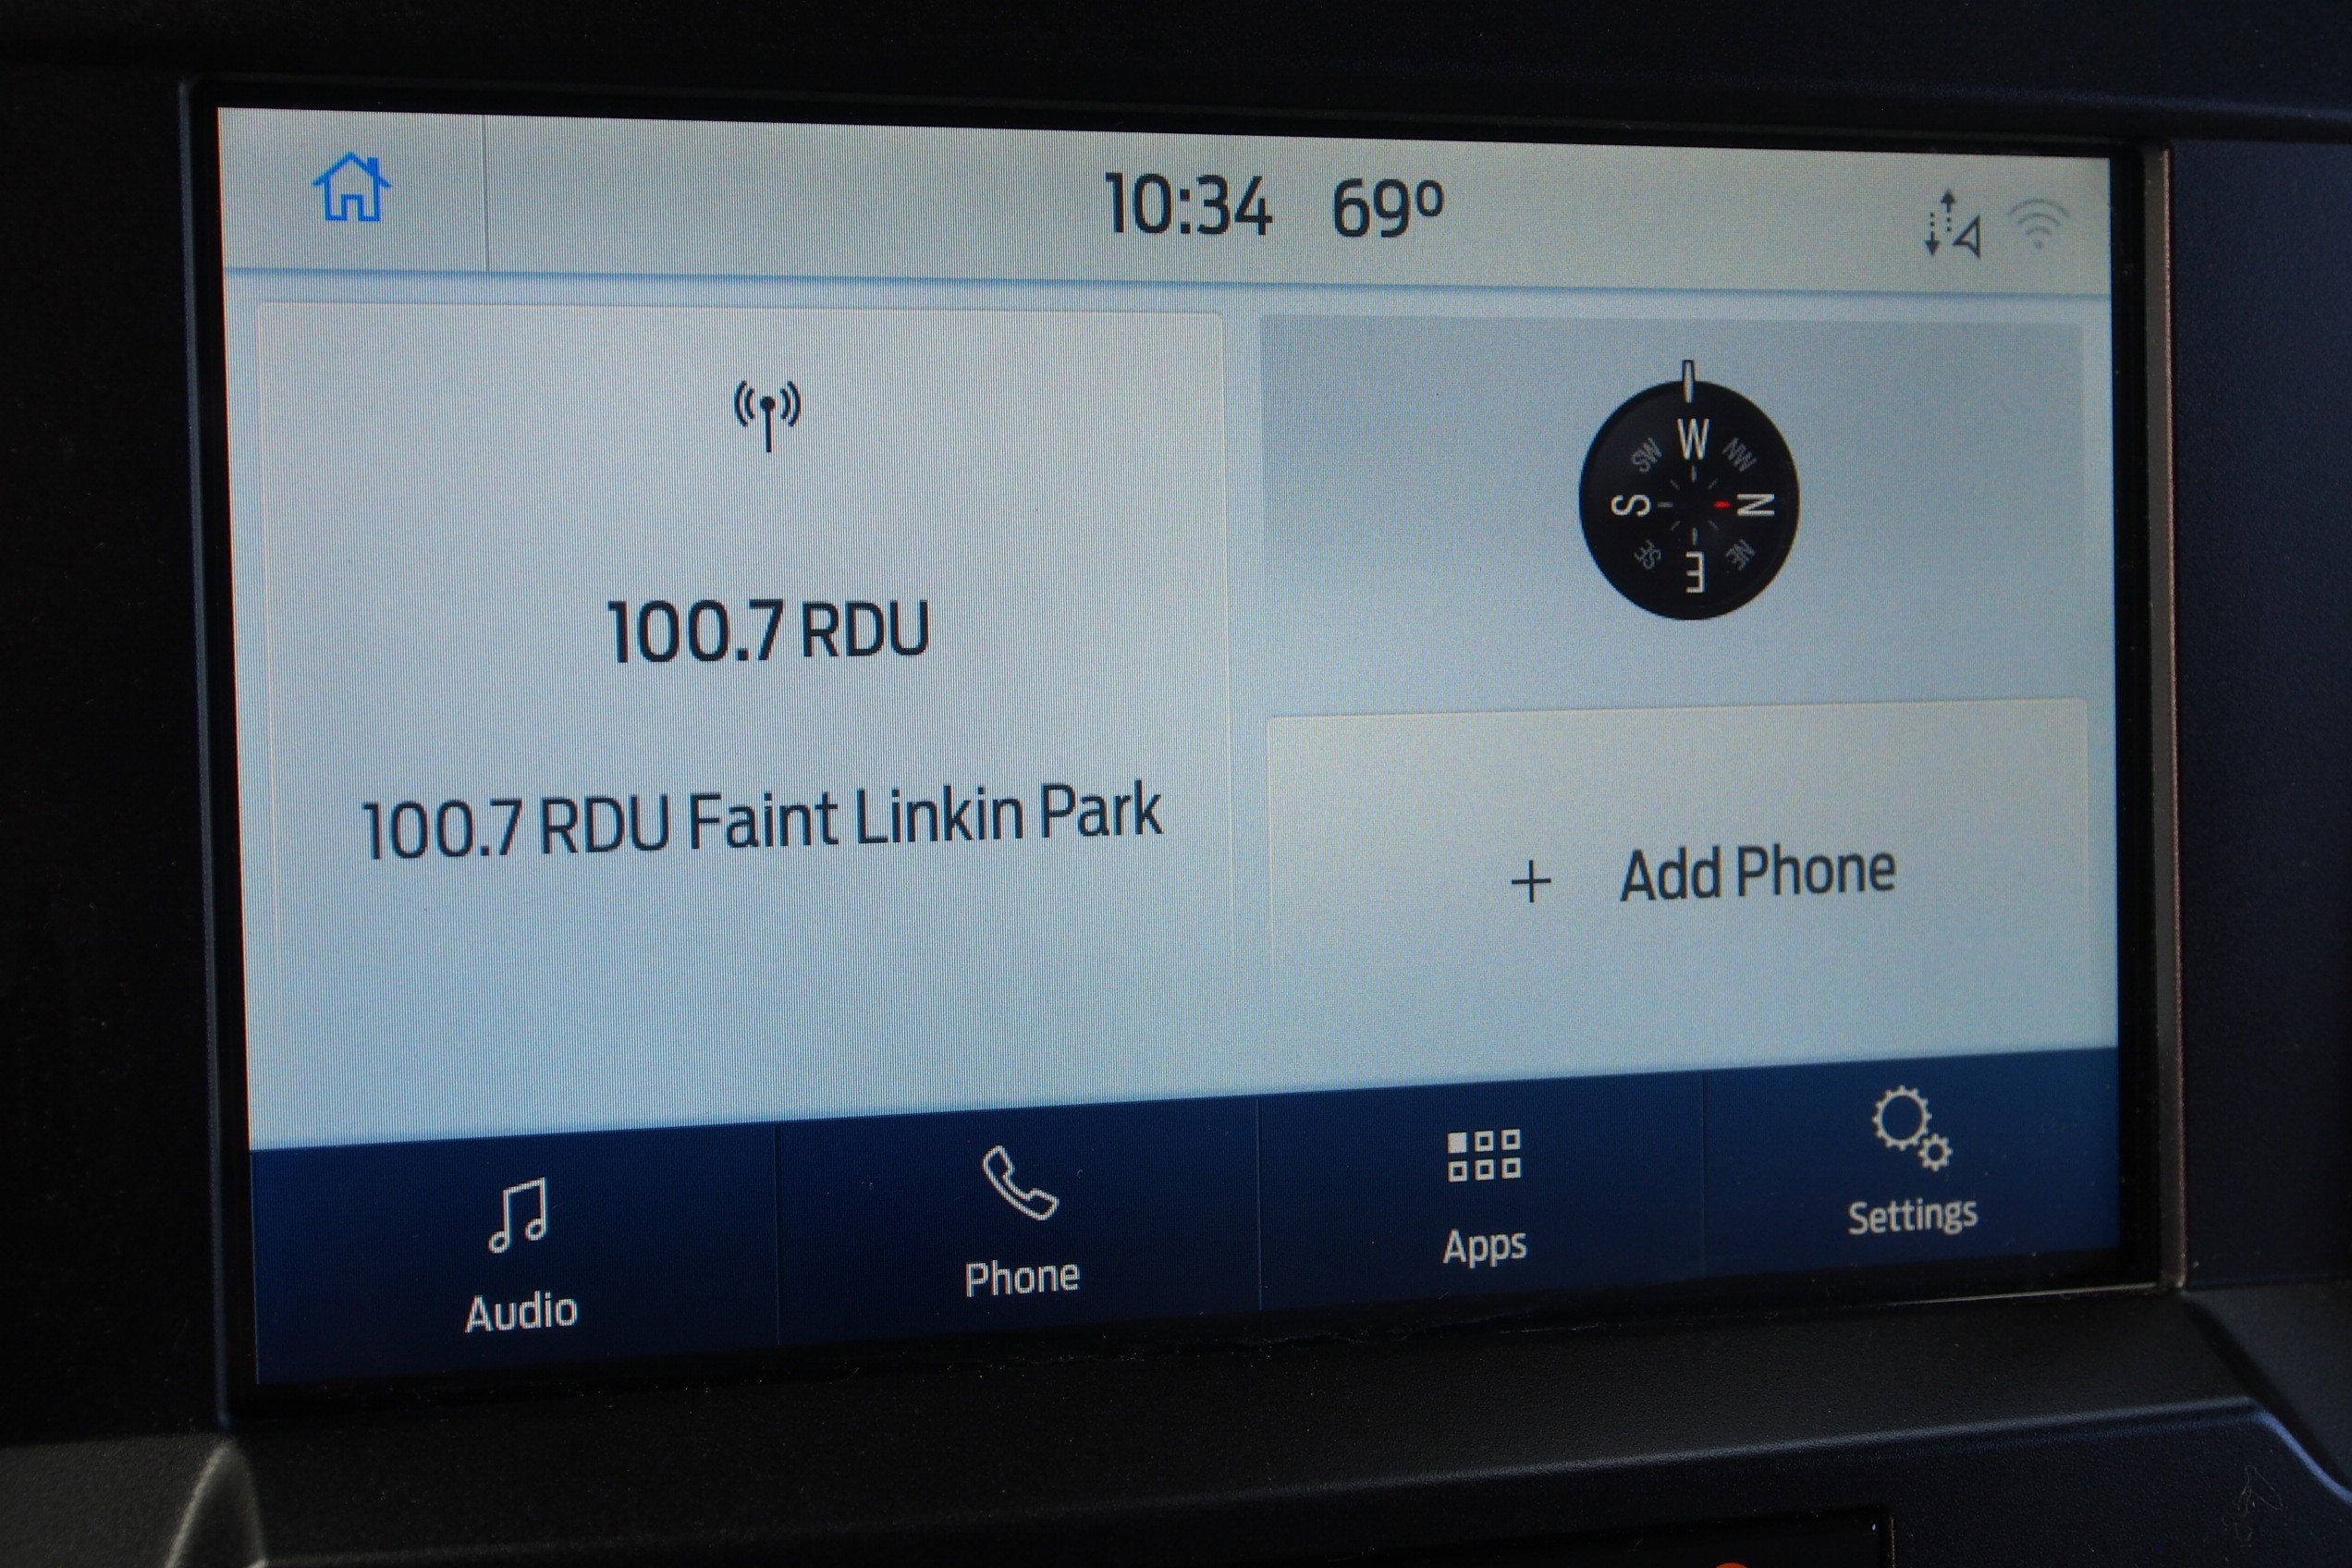 10:34 69º
100.7 RDU
100.7 RDU Faint Linkin Park
W
SW NW
S N
SE NE
E
+ Add Phone
Audio
Phone
Apps
Settings